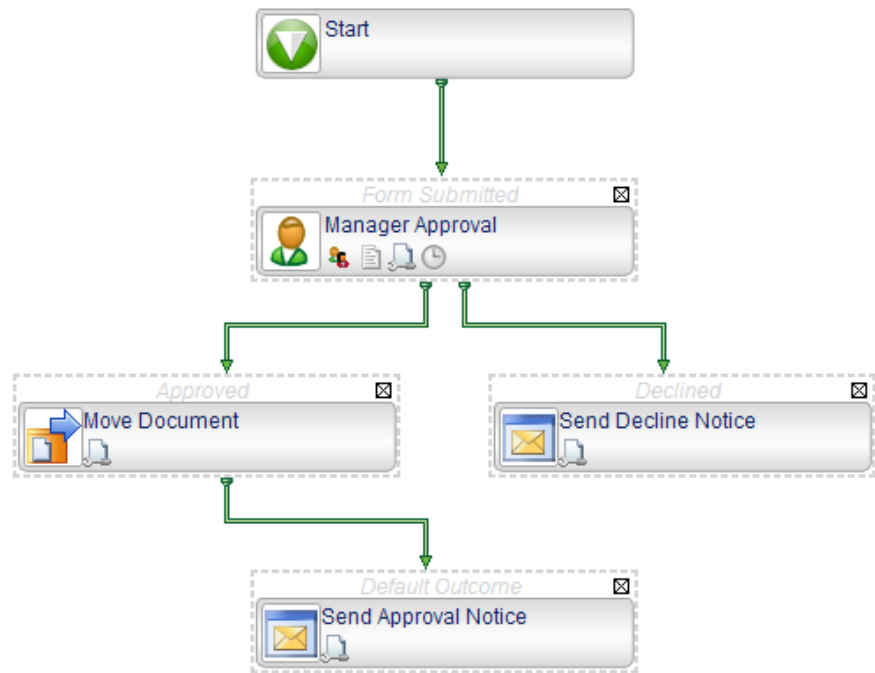 Start
Form Submitted
Manager Approval
Approved
Declined
Move Document
Send Decline Notice
Default Outcome
Send Approval Notice